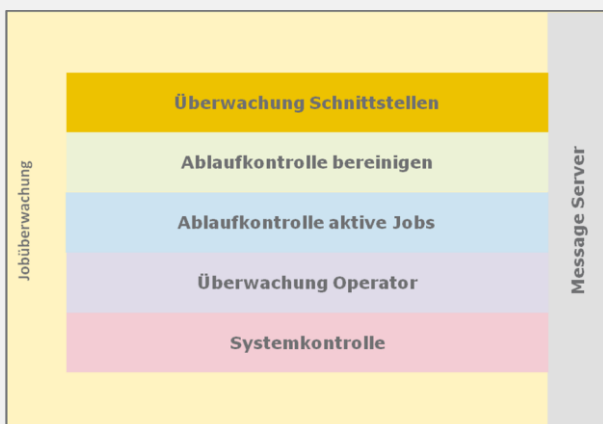 Jobüberwachung
Überwachung Schnittstellen
Ablaufkontrolle bereinigen
Ablaufkontrolle aktive Jobs
Überwachung Operator
Systemkontrolle
Message Server